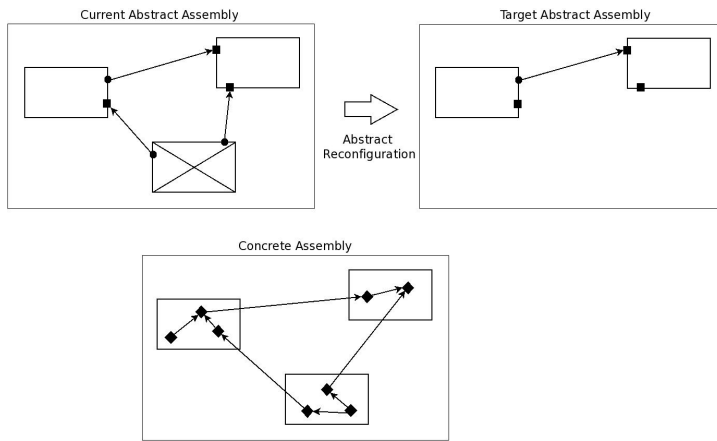 Current Abstract Assembly
Target Abstract Assembly
Abstract
Reconfiguration
Concrete Assembly